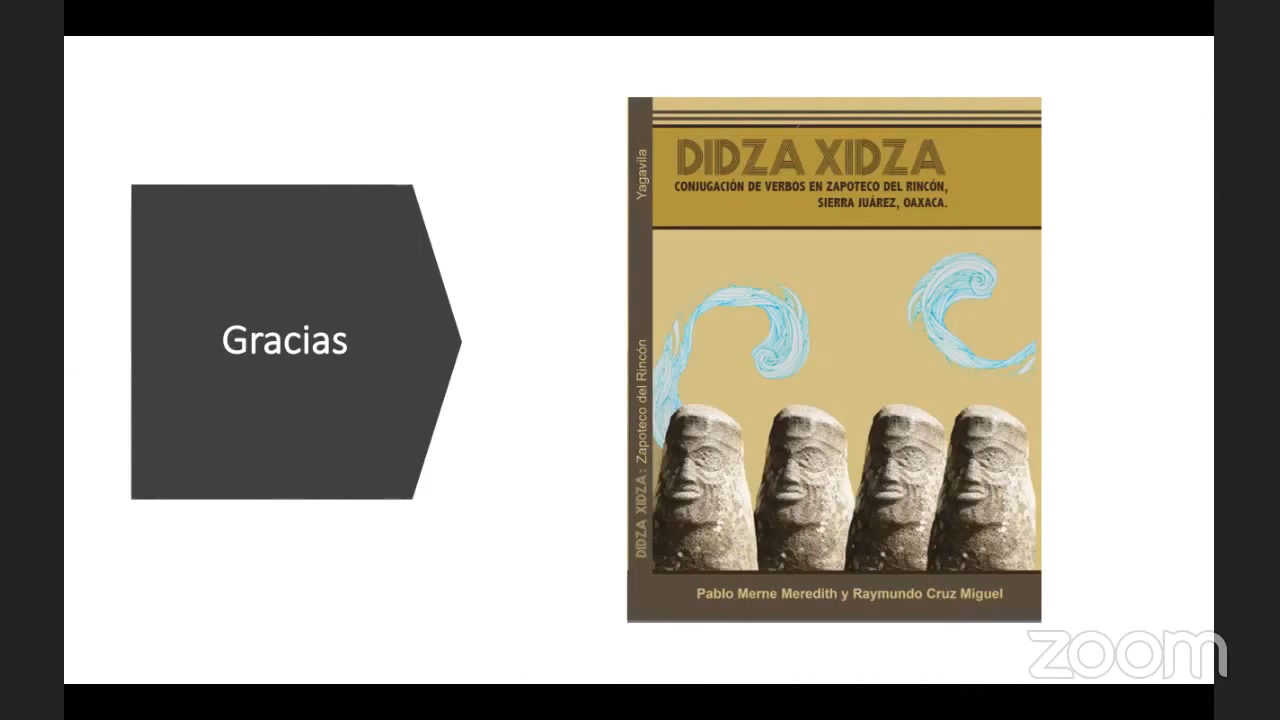 Gracias
Yagavila
DIDZA XIDZA : Zapoteco del Rincón
DIDZA XIDZA
CONJUGACIÓN DE VERBOS EN ZAPOTECO DEL RINCÓN,
SIERRA JUÁREZ, OAXACA.
Pablo Merne Meredith y Raymundo Cruz Miguel
zoom